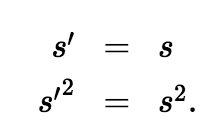 s′ = s
s′² = s².